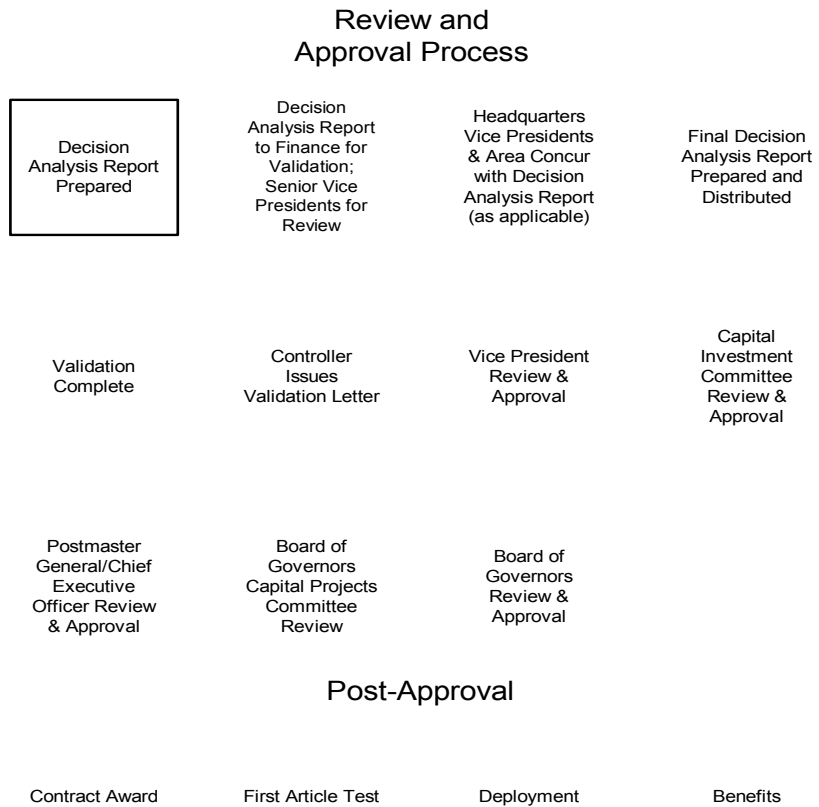 Review and
Approval Process
Decision
Analysis Report
Prepared
Decision
Analysis Report
to Finance for
Validation;
Senior Vice
Presidents for
Review
Headquarters
Vice Presidents
& Area Concur
with Decision
Analysis Report
(as applicable)
Final Decision
Analysis Report
Prepared and
Distributed
Validation
Complete
Controller
Issues
Validation Letter
Vice President
Review &
Approval
Capital
Investment
Committee
Review &
Approval
Postmaster
General/Chief
Executive
Officer Review
& Approval
Board of
Governors
Capital Projects
Committee
Review
Board of
Governors
Review &
Approval
Post-Approval
Contract Award
First Article Test
Deployment
Benefits